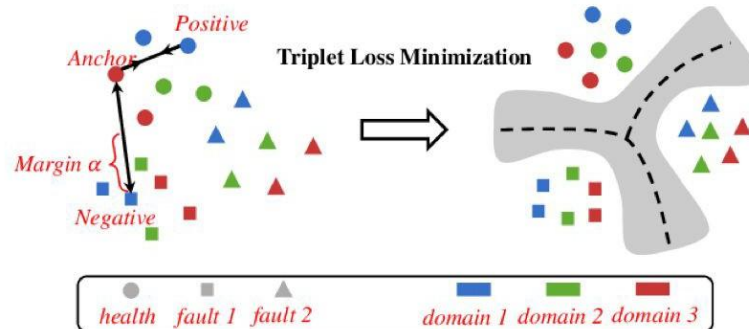 Positive
Anchor
Triplet Loss Minimization
Margin α
Negative
health fault 1 fault 2 domain 1 domain 2 domain 3